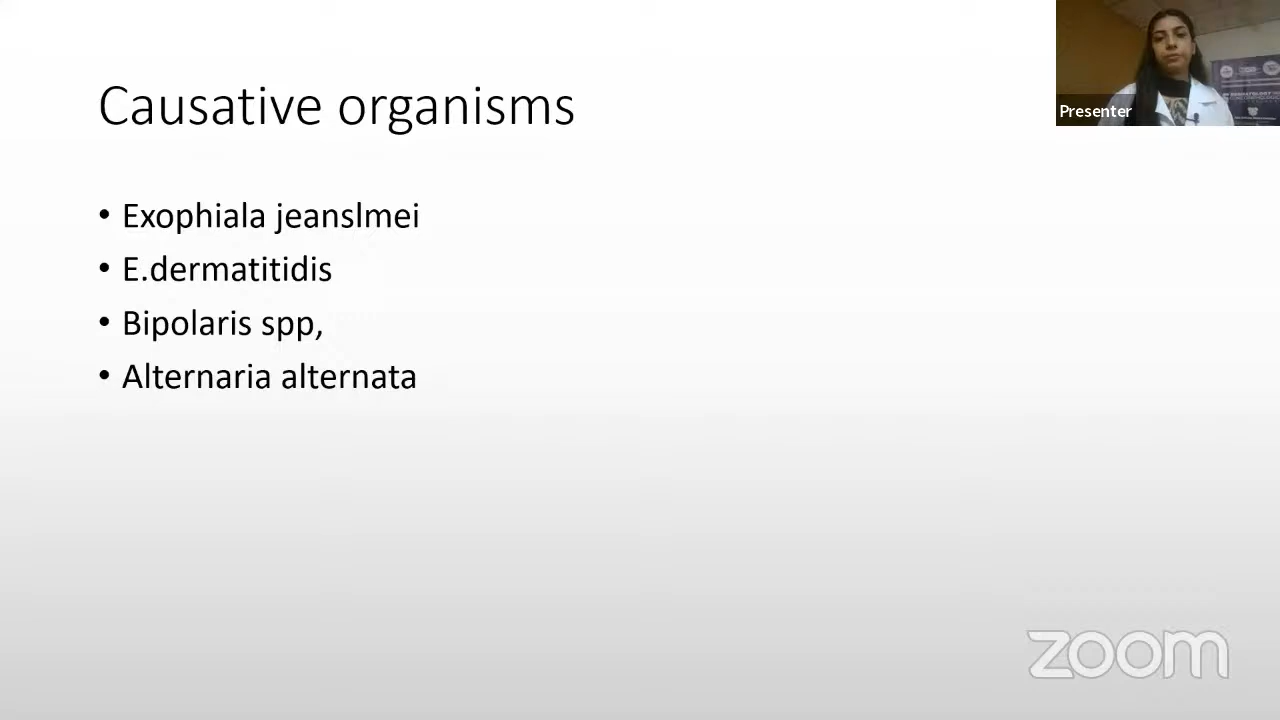 Causative organisms
Presenter
• Exophiala jeanslmei
• E.dermatitidis
• Bipolaris spp,
• Alternaria alternata
zoom